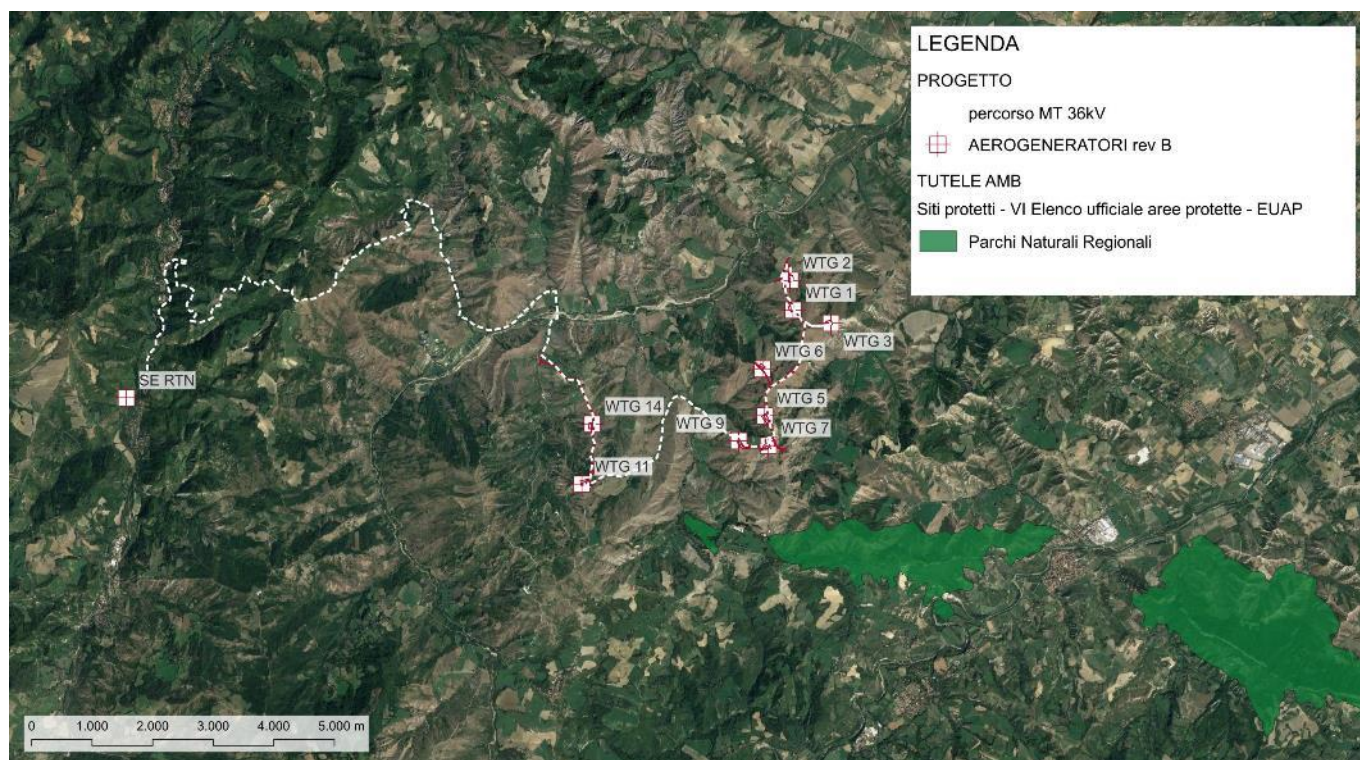 LEGENDA
PROGETTO
percorso MT 36kV
AEROGENERATORI rev B
TUTELE AMB
Siti protetti - VI Elenco ufficiale aree protette - EUAP
Parchi Naturali Regionali
WTG 2
WTG 1
WTG 3
WTG 6
SE RTN
WTG 14
WTG 5
WTG 9
WTG 7
WTG 11
0 1.000 2.000 3.000 4.000 5.000 m